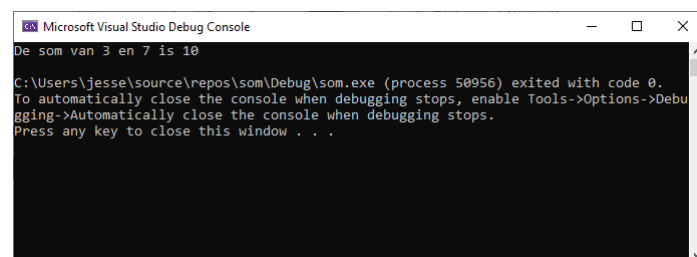 Microsoft Visual Studio Debug Console
De som van 3 en 7 is 10
C:\Users\jesse\source\repos\som\Debug\som.exe (process 50956) exited with code 0.
To automatically close the console when debugging stops, enable Tools->Options->Debu
gging->Automatically close the console when debugging stops.
Press any key to close this window . . .